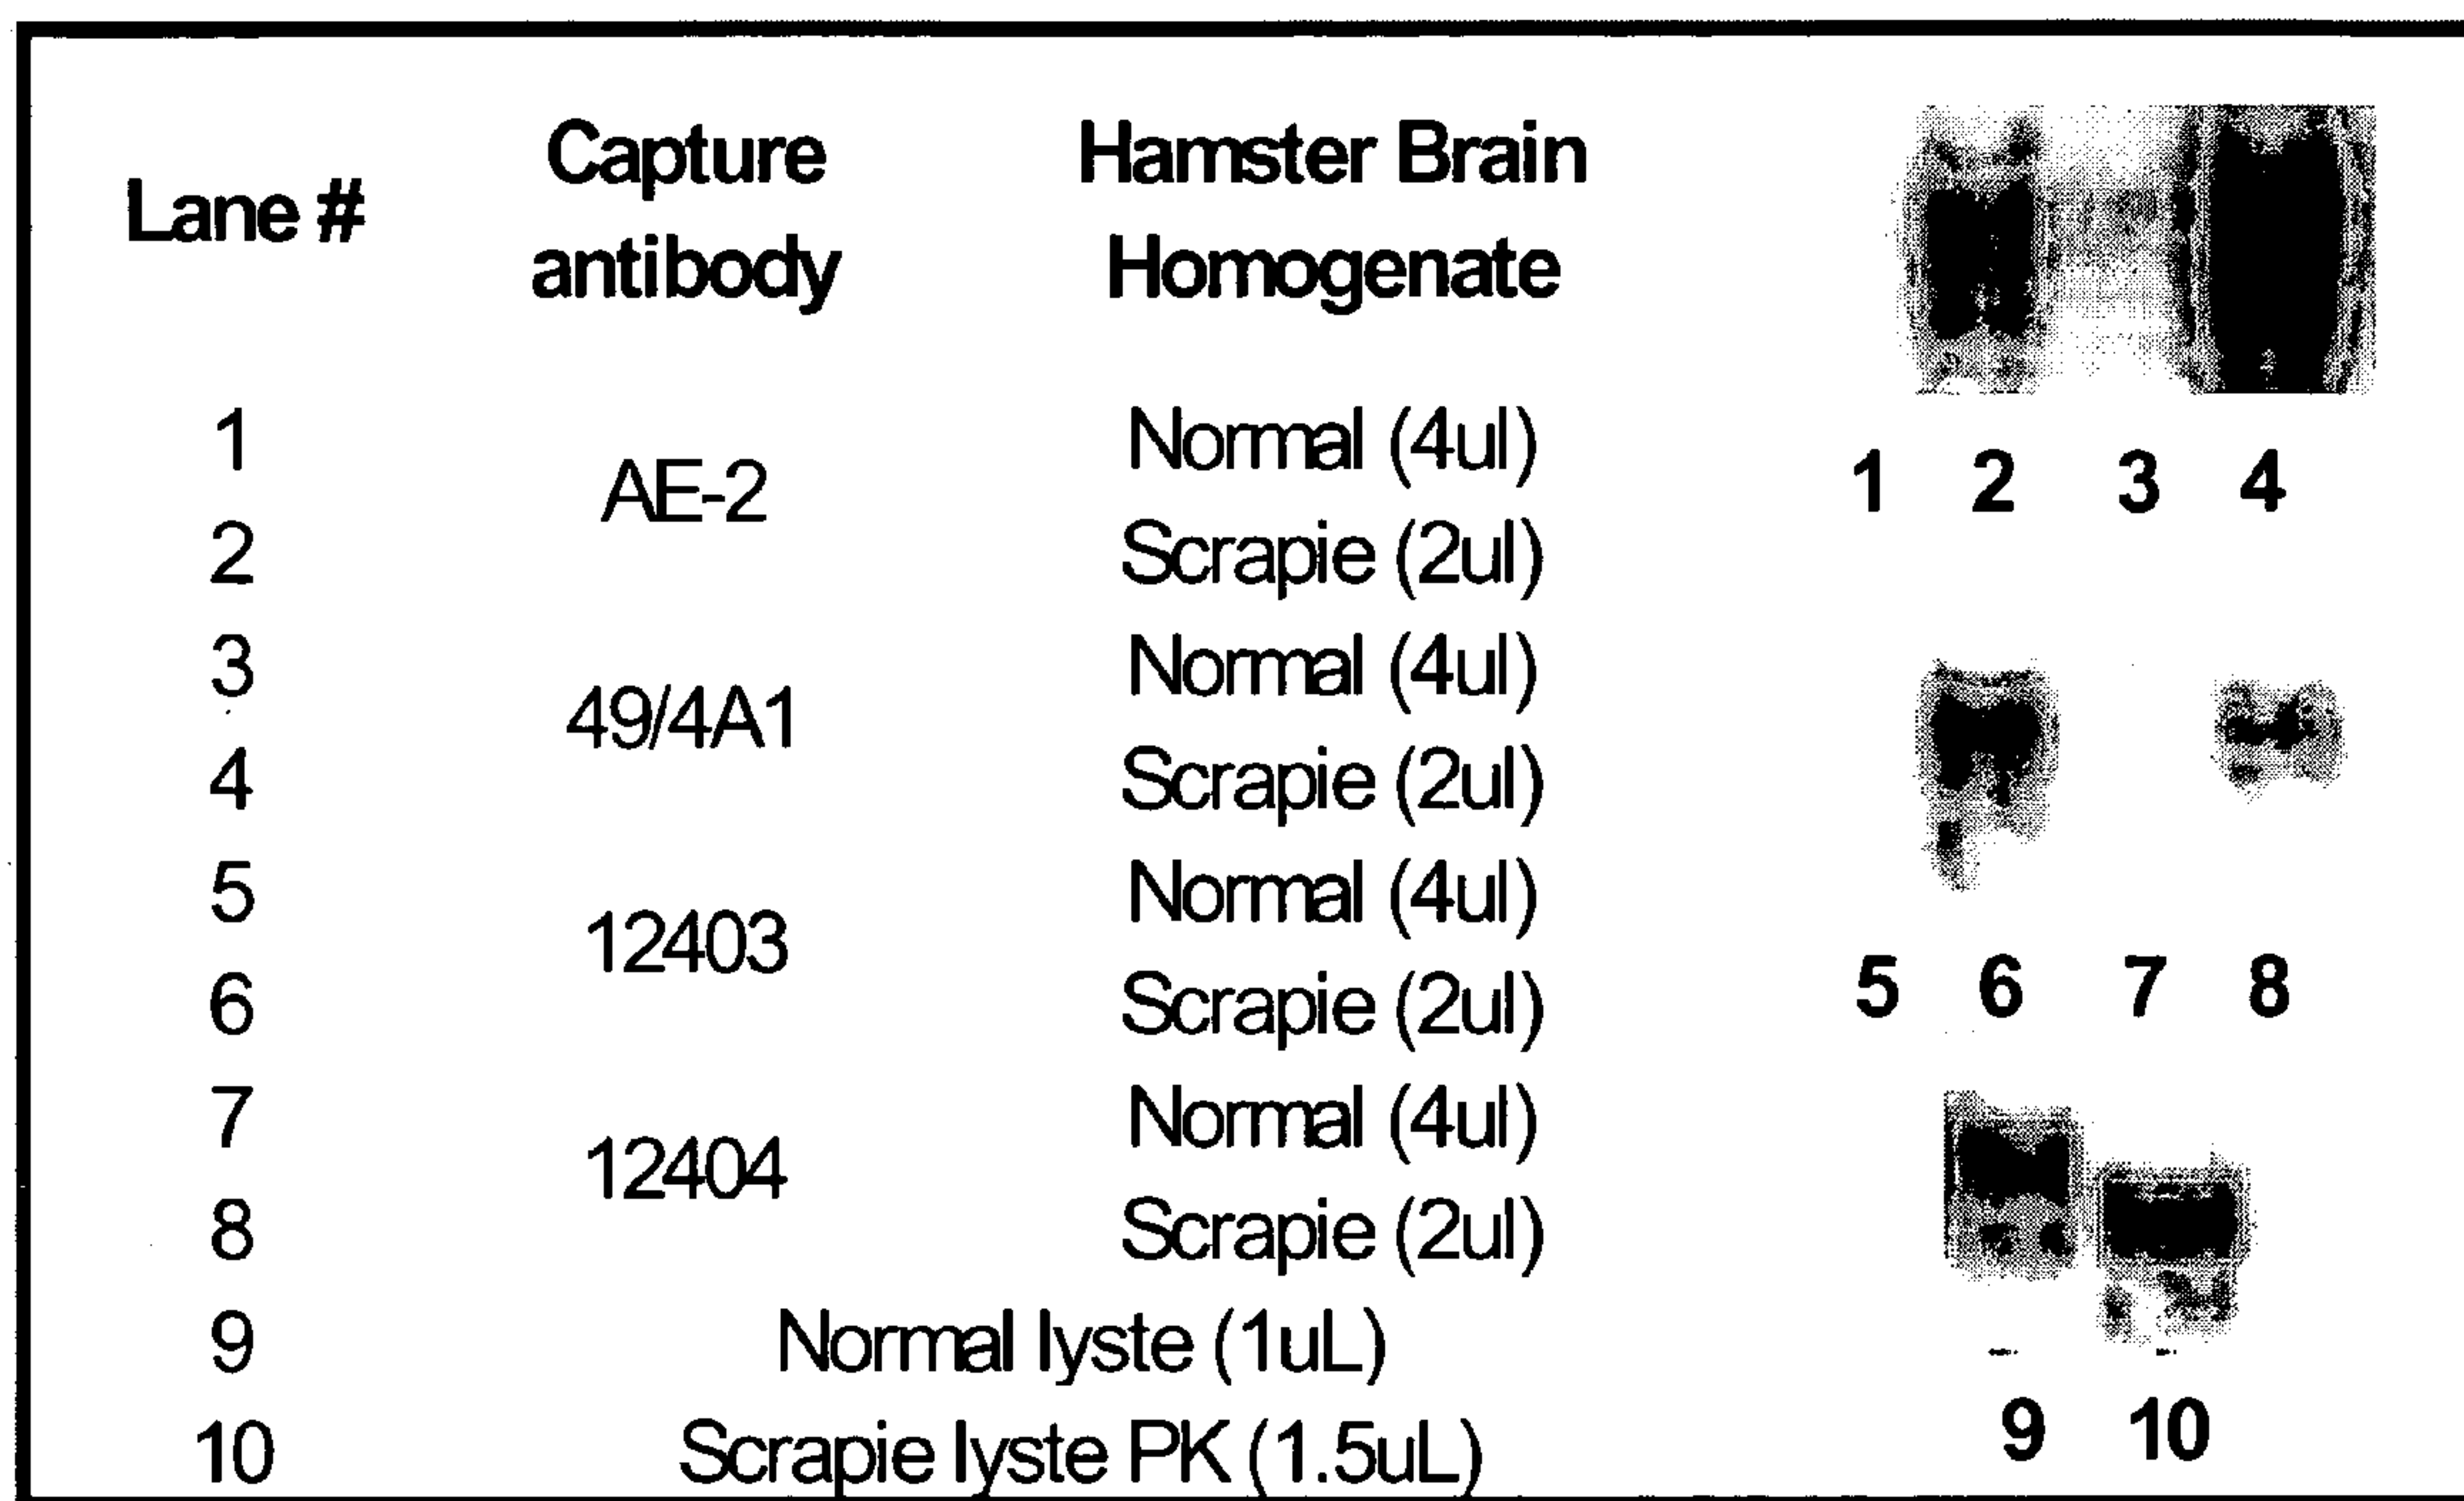 Lane #
Capture antibody
Hamster Brain Homogenate
1
AE-2
Normal (4ul)
2
Scrapie (2ul)
3
49/4A1
Normal (4ul)
4
Scrapie (2ul)
5
12403
Normal (4ul)
6
Scrapie (2ul)
7
12404
Normal (4ul)
8
Scrapie (2ul)
9 Normal lyste (1uL)
10 Scrapie lyste PK (1.5uL)
1 2 3 4
5 6 7 8
9 10